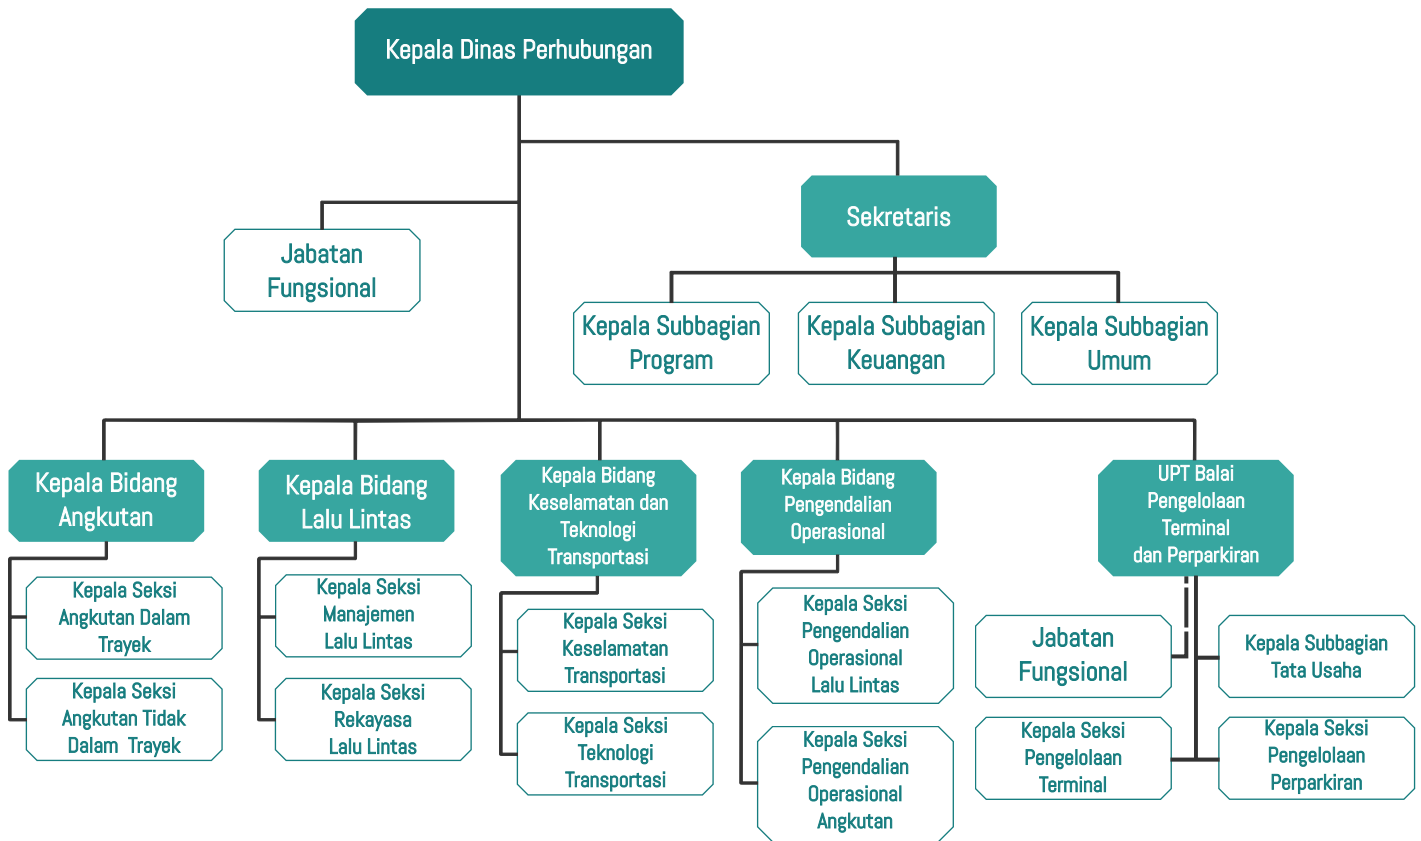 Kepala Dinas Perhubungan
Sekretaris
Jabatan
Fungsional
Kepala Subbagian
Program
Kepala Subbagian
Keuangan
Kepala Subbagian
Umum
Kepala Bidang
Angkutan
Kepala Bidang
Lalu Lintas
Kepala Bidang
Keselamatan dan
Teknologi
Transportasi
Kepala Bidang
Pengendalian
Operasional
UPT Balai
Pengelolaan
Terminal
dan Perparkiran
Kepala Seksi
Angkutan Dalam
Trayek
Kepala Seksi
Manajemen
Lalu Lintas
Kepala Seksi
Keselamatan
Transportasi
Kepala Seksi
Pengendalian
Operasional
Lalu Lintas
Jabatan
Fungsional
Kepala Subbagian
Tata Usaha
Kepala Seksi
Angkutan Tidak
Dalam Trayek
Kepala Seksi
Rekayasa
Lalu Lintas
Kepala Seksi
Teknologi
Transportasi
Kepala Seksi
Pengendalian
Operasional
Angkutan
Kepala Seksi
Pengelolaan
Terminal
Kepala Seksi
Pengelolaan
Perparkiran